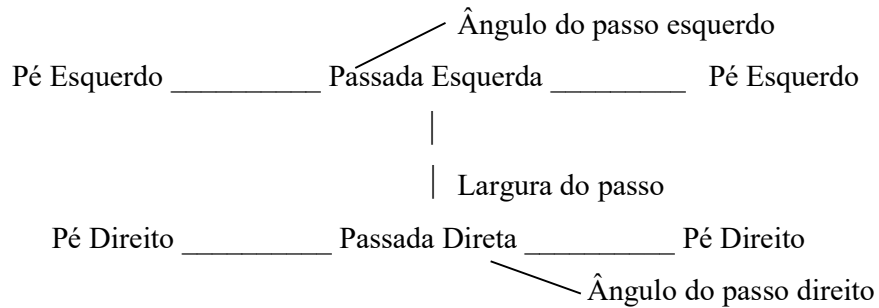 Ângulo do passo esquerdo
Pé Esquerdo __________ Passada Esquerda _________ Pé Esquerdo
|
| Largura do passo
Pé Direito __________ Passada Direta __________ Pé Direito
Ângulo do passo direito